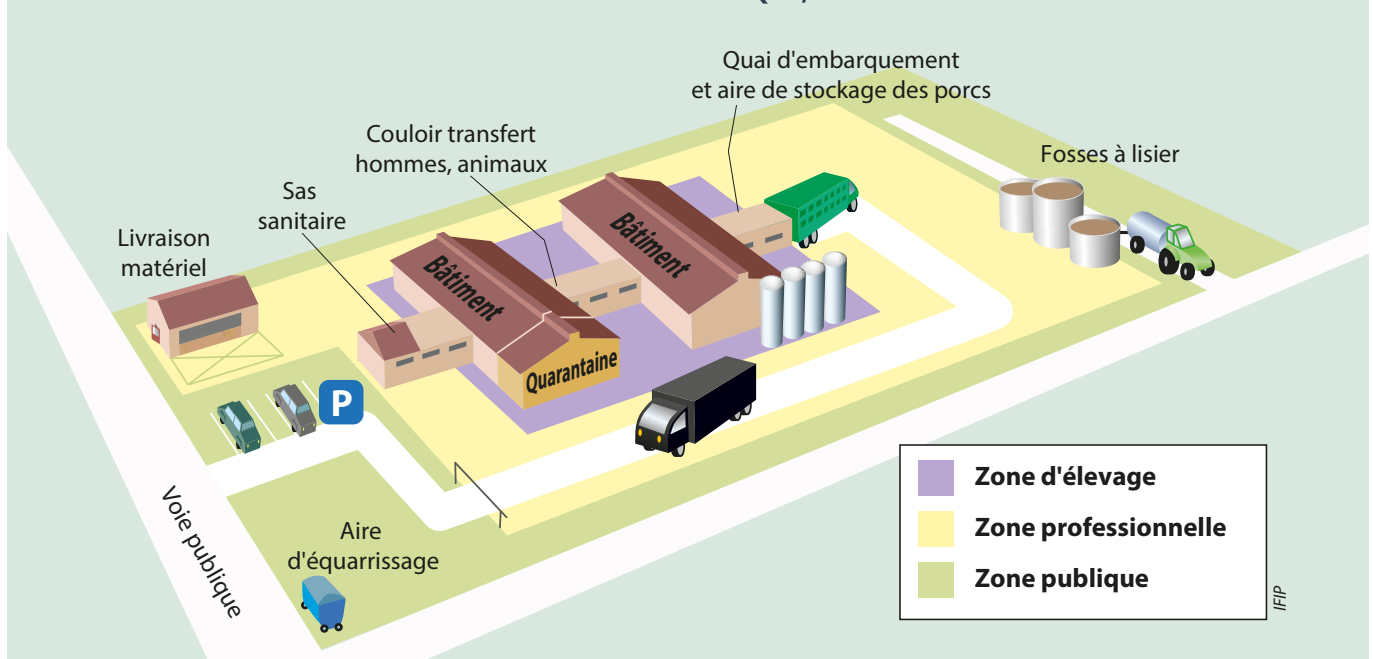 Quai d'embarquement
et aire de stockage des porcs
Couloir transfert
hommes, animaux
Fosses à lisier
Sas
sanitaire
Livraison
matériel
Bâtiment
Bâtiment
Quarantaine
P
Voie publique
Aire
d'équarrissage
Zone d'élevage
Zone professionnelle
Zone publique
IFIP